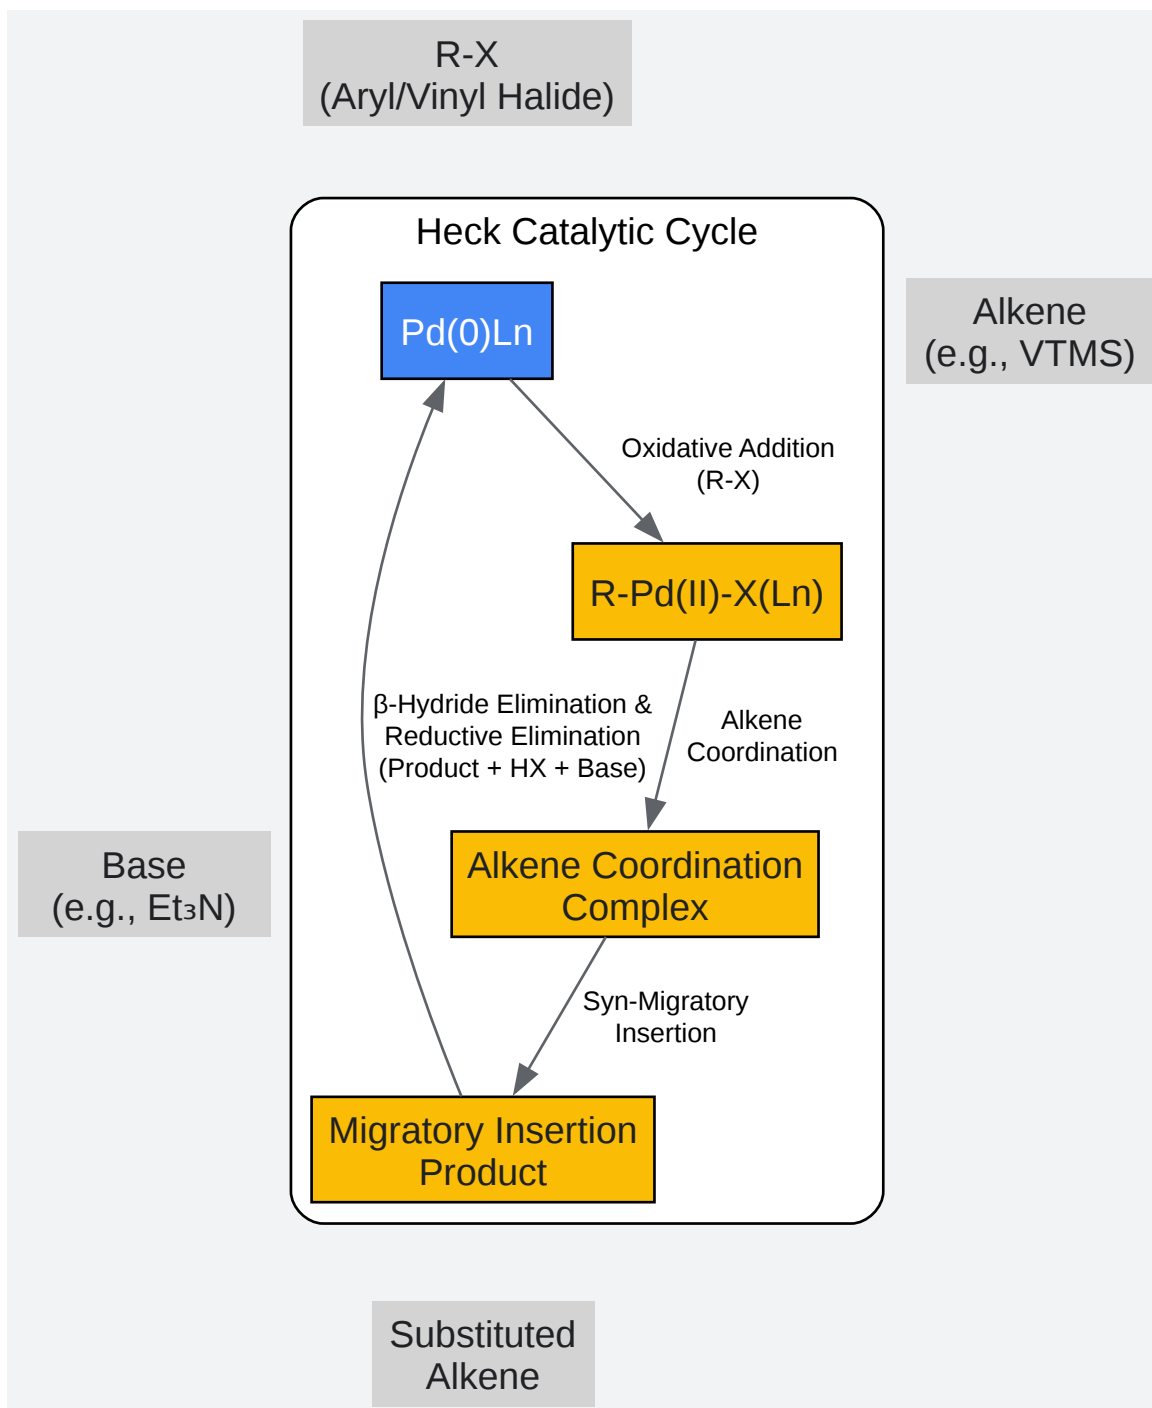 R-X
(Aryl/Vinyl Halide)
Heck Catalytic Cycle
Pd(0)Ln
Alkene
(e.g., VTMS)
Oxidative Addition
(R-X)
R-Pd(II)-X(Ln)
β-Hydride Elimination &
Reductive Elimination
(Product + HX + Base)
Alkene
Coordination
Base
(e.g., Et₃N)
Alkene Coordination
Complex
Syn-Migratory
Insertion
Migratory Insertion
Product
Substituted
Alkene